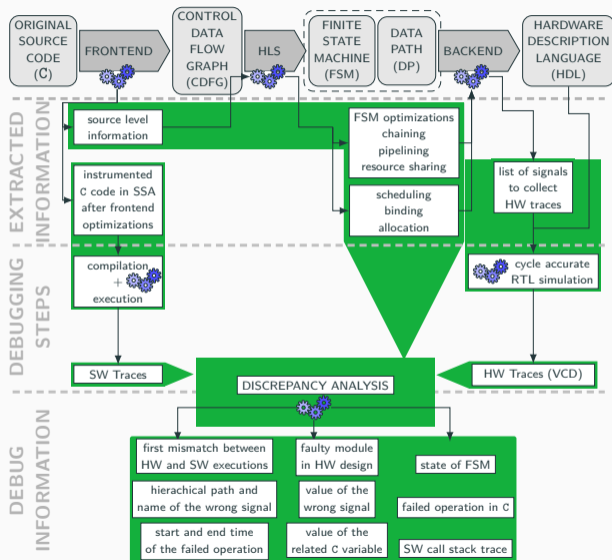 ORIGINAL
SOURCE
CODE (C)
FRONTEND
CONTROL
DATA
FLOW
GRAPH
(CDFG)
HLS
FINITE
STATE
MACHINE
(FSM)
DATA
PATH
(DP)
BACKEND
HARDWARE
DESCRIPTION
LANGUAGE
(HDL)
EXTRACTED
INFORMATION
source level
information
FSM optimizations
chaining
pipelining
resource sharing
instrumented
C code in SSA
after frontend
optimizations
scheduling
binding
allocation
list of signals
to collect
HW traces
DEBUGGING
STEPS
compilation
+
execution
cycle accurate
RTL simulation
SW Traces
HW Traces (VCD)
DISCREPANCY ANALYSIS
DEBUG
INFORMATION
first mismatch between
HW and SW executions
faulty module
in HW design
state of FSM
hierachical path and
name of the wrong signal
value of the
wrong signal
failed operation in C
start and end time
of the failed operation
value of the
related C variable
SW call stack trace